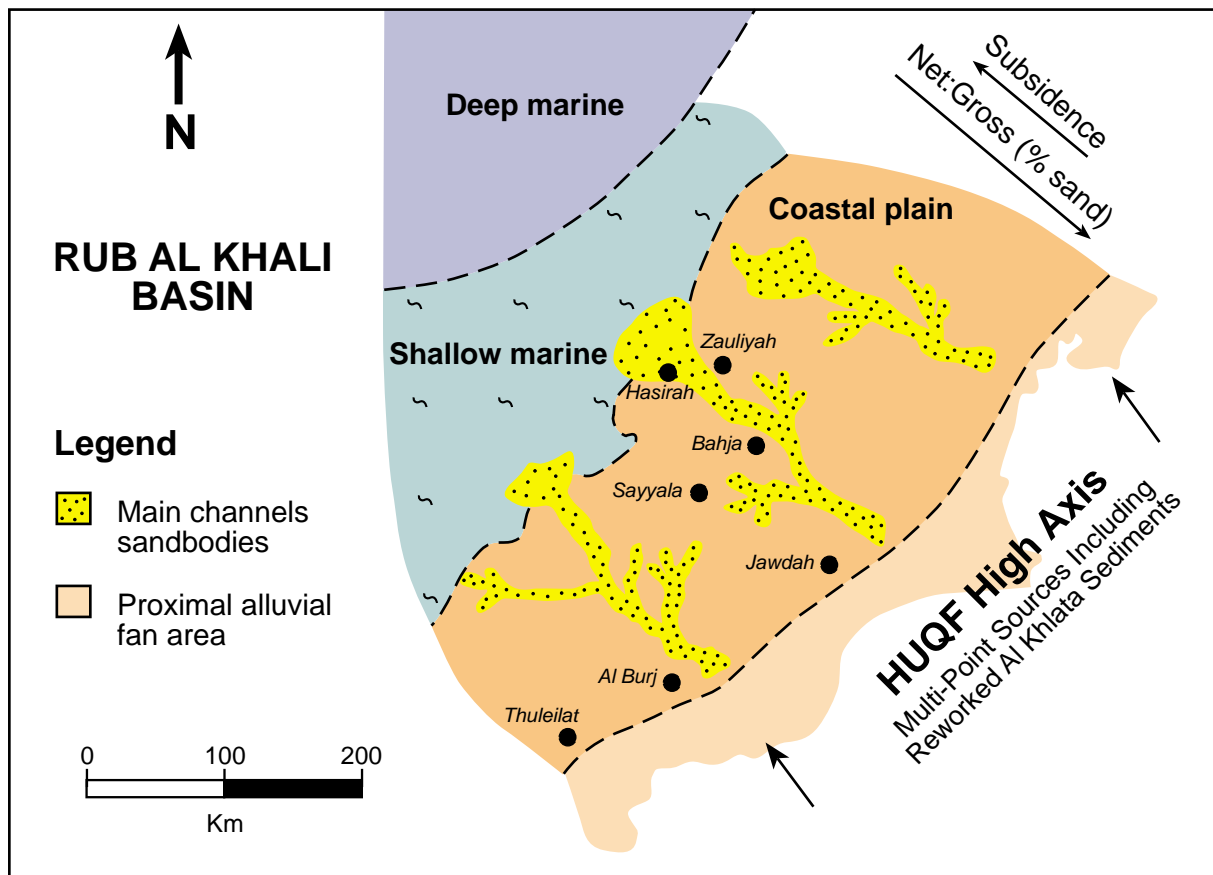 N
RUB AL KHALI
BASIN
Legend
Main channels
sandbodies
Proximal alluvial
fan area
0
100
200
Km
Deep marine
Shallow marine
Coastal plain
Subsidence
Net:Gross (% sand)
Zauliyah
Hasirah
Bahja
Sayyala
Jawdah
Al Burj
Thuleilat
HUQF High Axis
Multi-Point Sources Including
Reworked Al Khlata Sediments